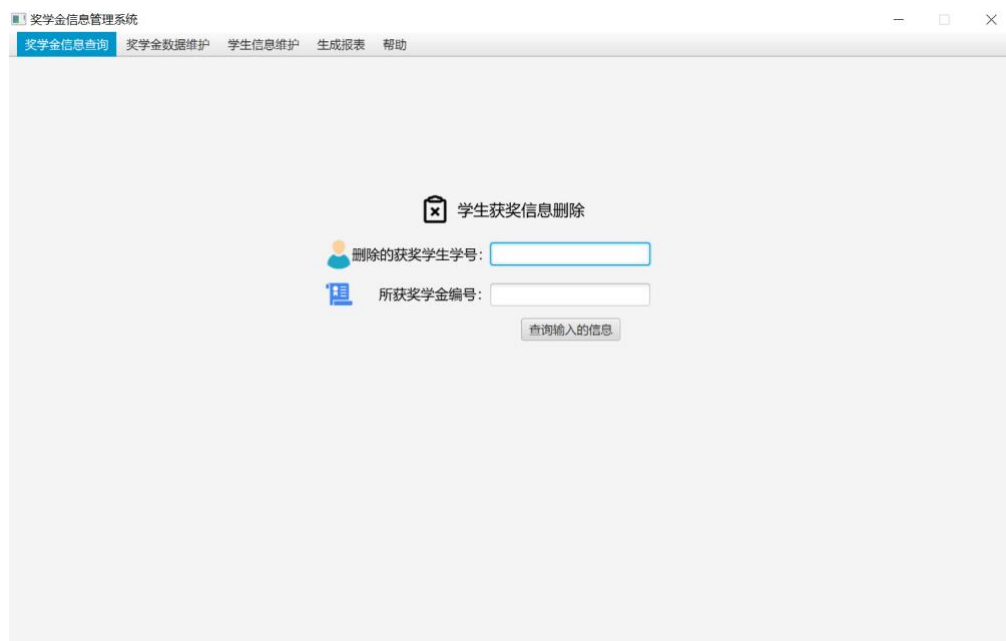 奖学金信息管理系统
奖学金信息查询 奖学金数据维护 学生信息维护 生成报表 帮助
学生获奖信息删除
删除的获奖学生学号:
所获奖学金编号:
查询输入的信息